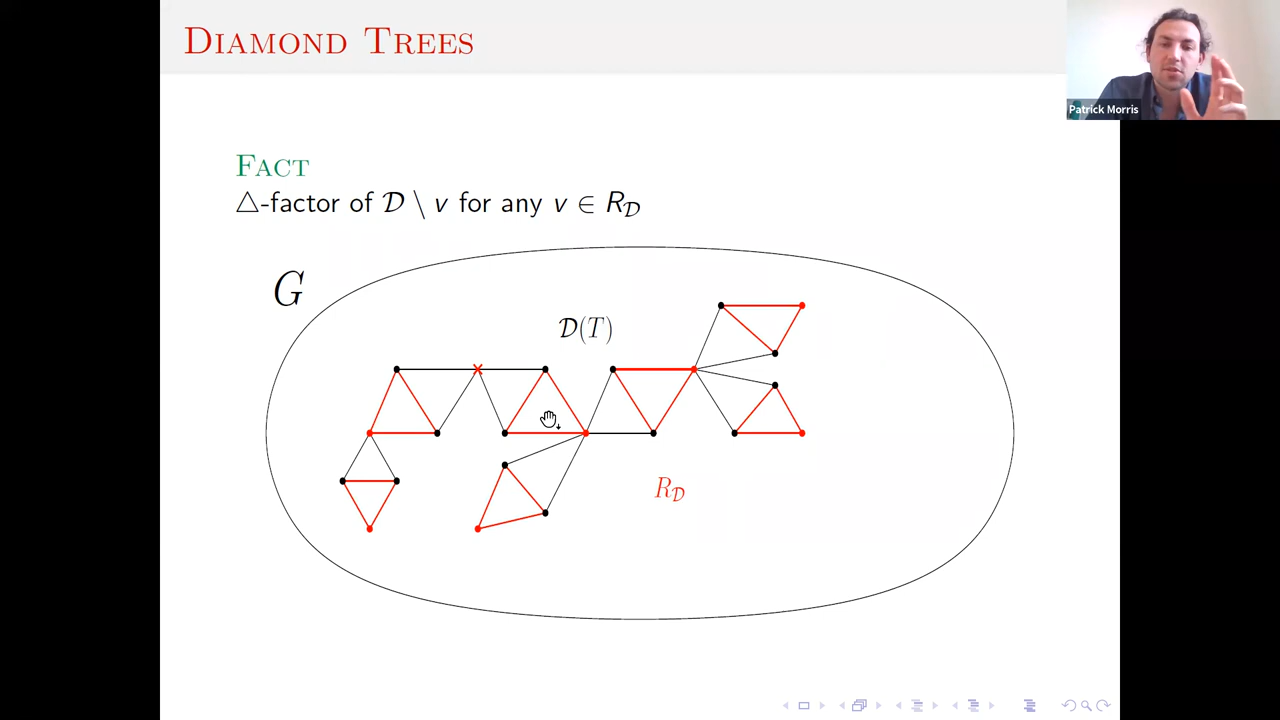 DIAMOND TREES
Patrick Morris
FACT
△-factor of 𝒟 \ v for any v ∈ R_𝒟
G
𝒟(T)
R_𝒟